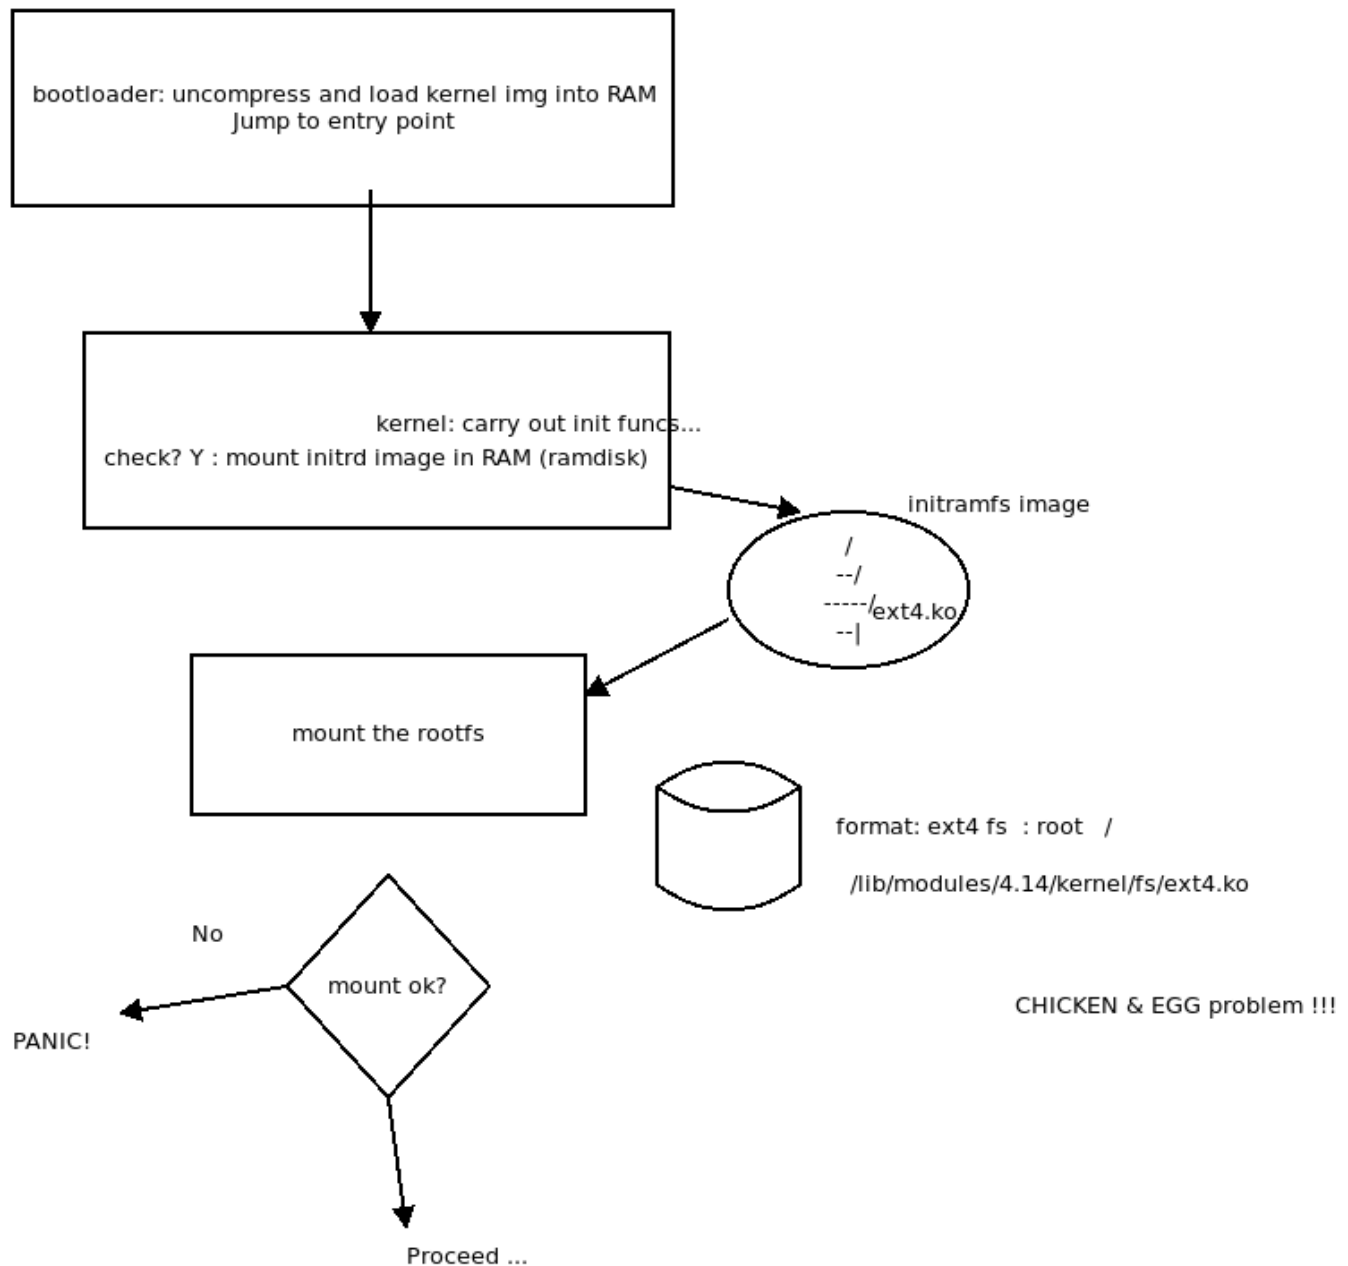 bootloader: uncompress and load kernel img into RAM
Jump to entry point
kernel: carry out init funcs...
check? Y : mount initrd image in RAM (ramdisk)
initramfs image
/
--/
-----/
ext4.ko
--|
mount the rootfs
format: ext4 fs  : root   /
/lib/modules/4.14/kernel/fs/ext4.ko
No
mount ok?
CHICKEN & EGG problem !!!
PANIC!
Proceed ...